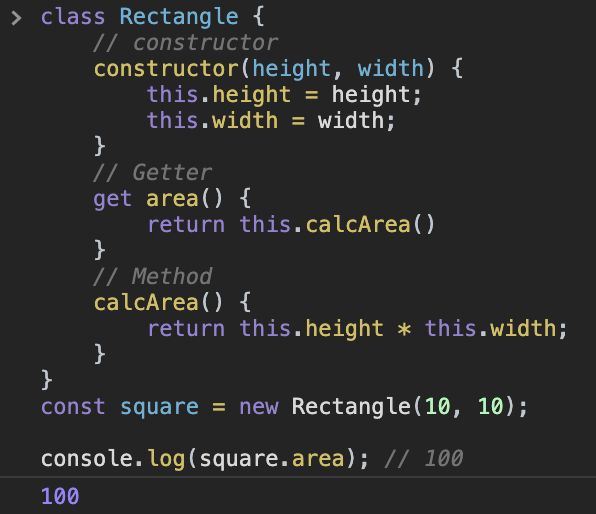 > class Rectangle {
    // constructor
    constructor(height, width) {
        this.height = height;
        this.width = width;
    }
    // Getter
    get area() {
        return this.calcArea()
    }
    // Method
    calcArea() {
        return this.height * this.width;
    }
}
const square = new Rectangle(10, 10);

console.log(square.area); // 100
100